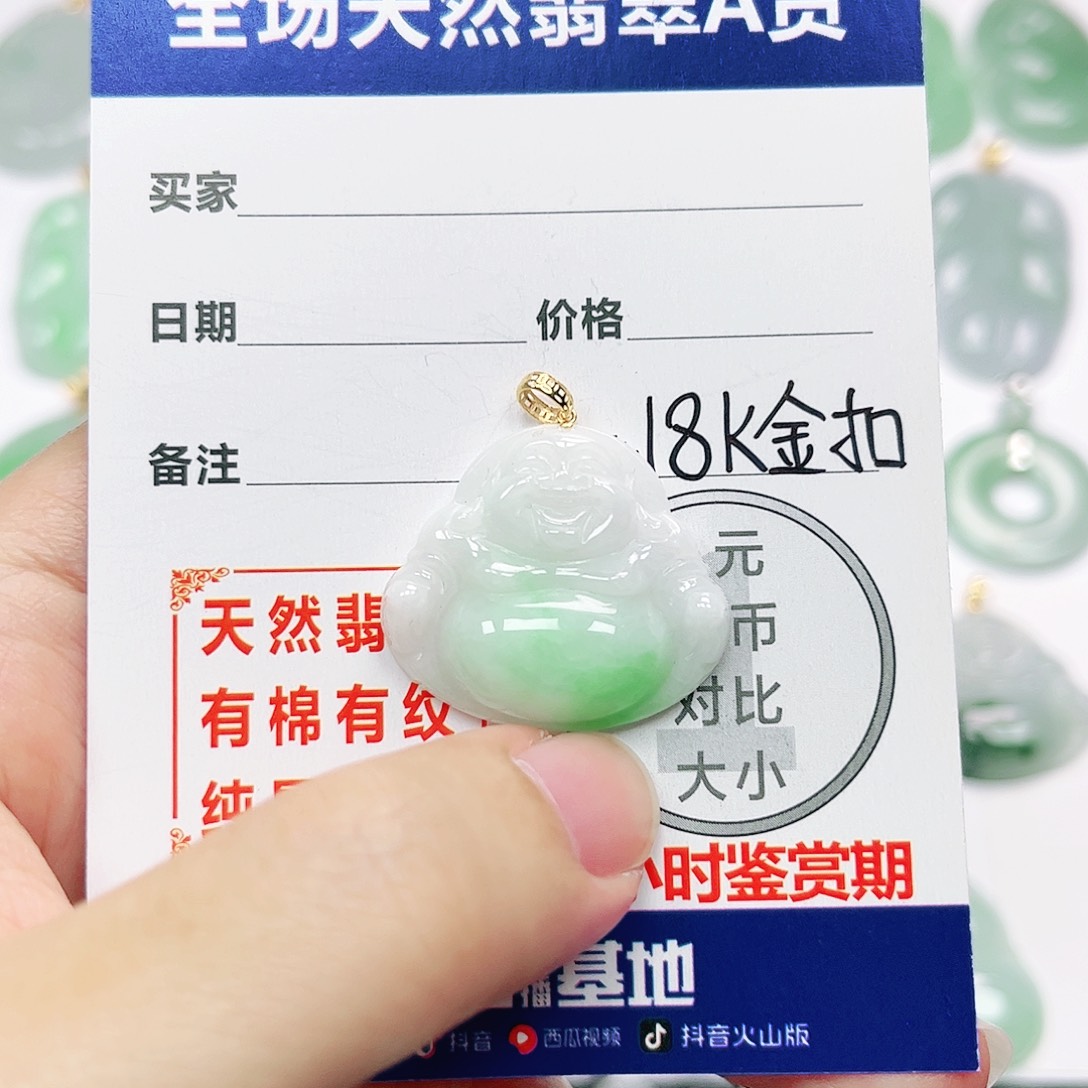 全场天然翡翠A货
买家
日期 价格
备注 18K金扣
元
币
对比
大小
天然翡
有棉有纹
小时鉴赏期
播基地
抖音 西瓜视频 抖音火山版